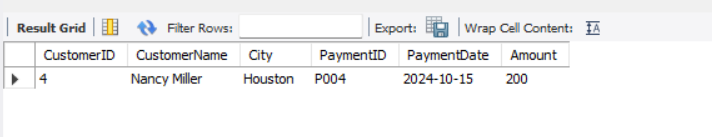 Result Grid Filter Rows: Export: Wrap Cell Content: IA
CustomerID CustomerName City PaymentID PaymentDate Amount
4 Nancy Miller Houston P004 2024-10-15 200